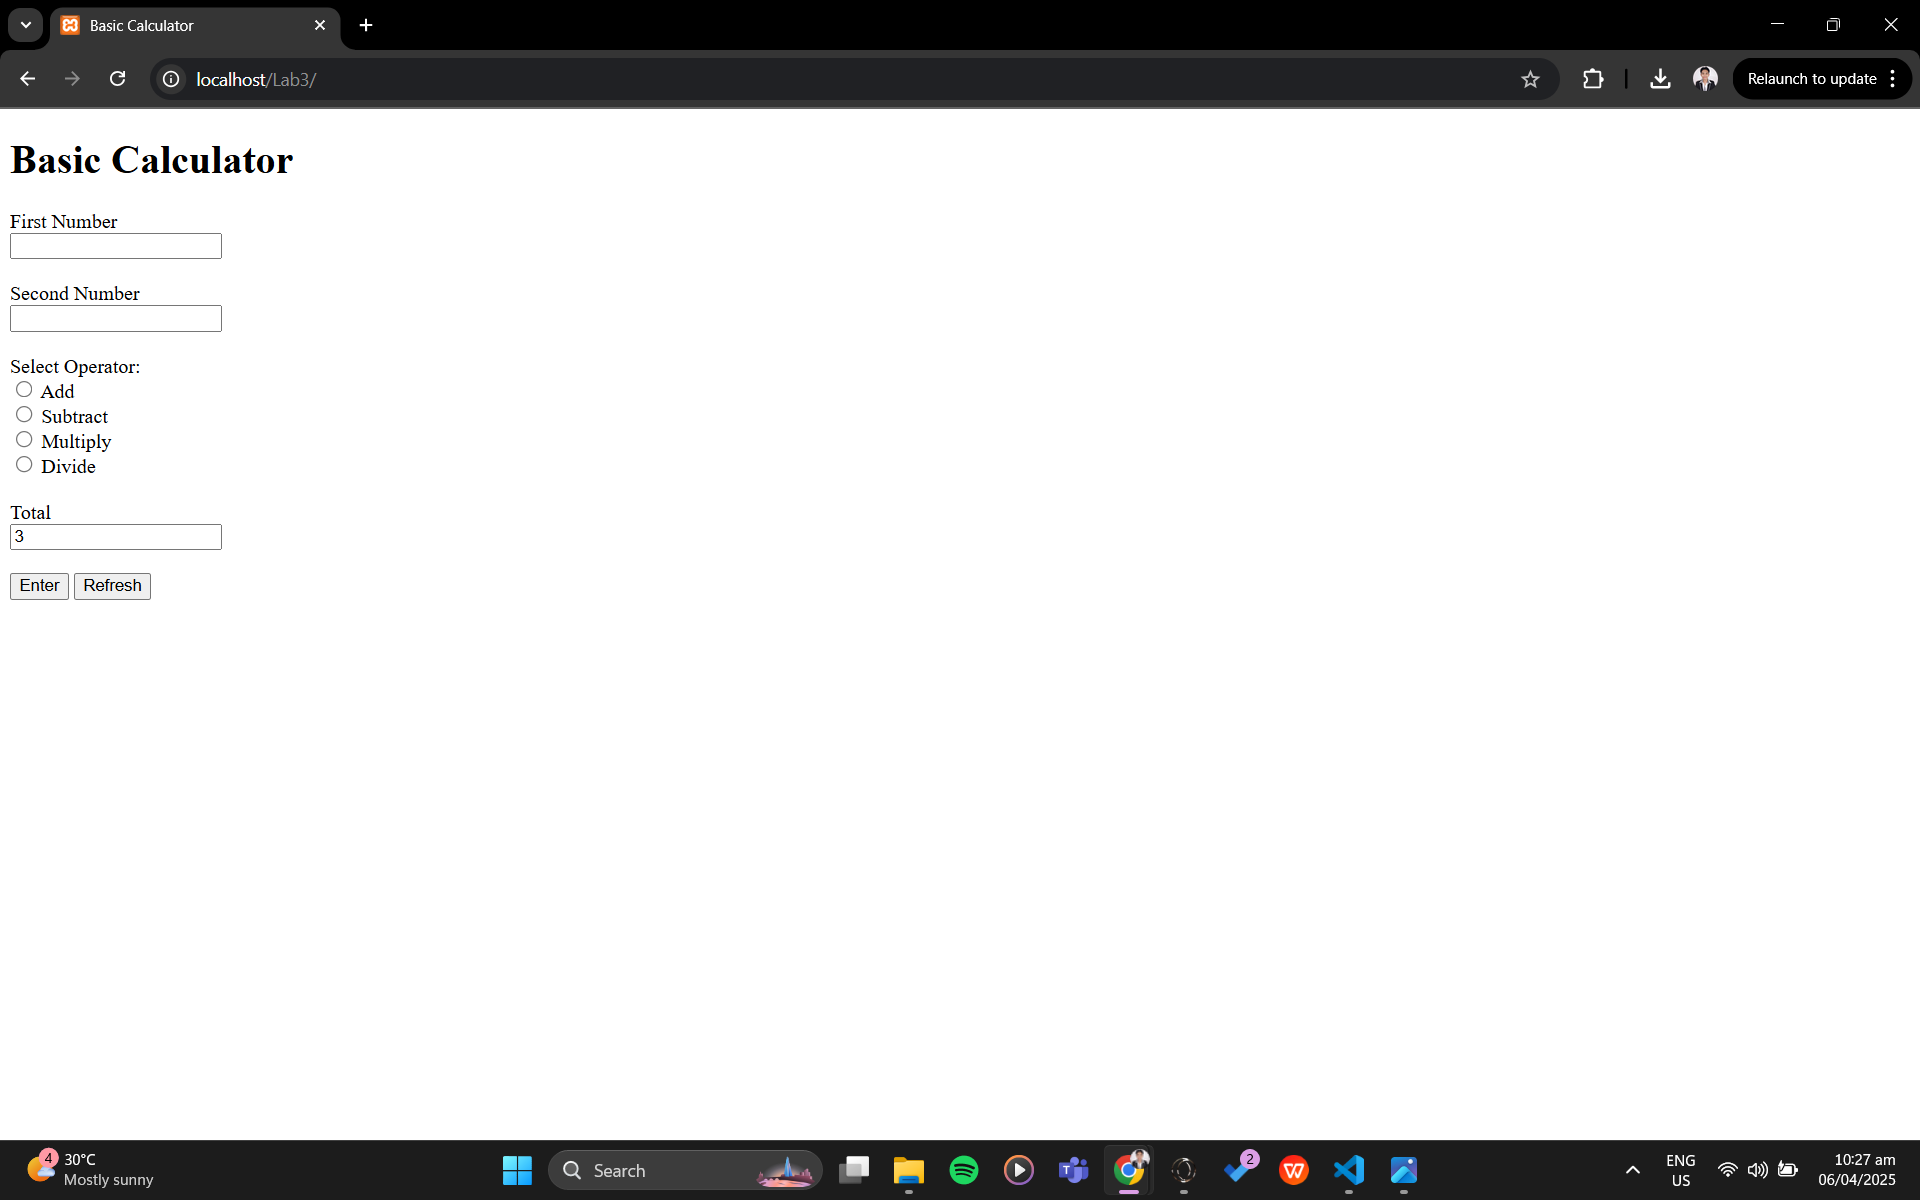 Basic Calculator
localhost/Lab3/
Relaunch to update
Basic Calculator
First Number
Second Number
Select Operator:
Add
Subtract
Multiply
Divide
Total
3
Enter Refresh
4
30°C
Mostly sunny
Search
T
2
W
ENG
US
10:27 am
06/04/2025